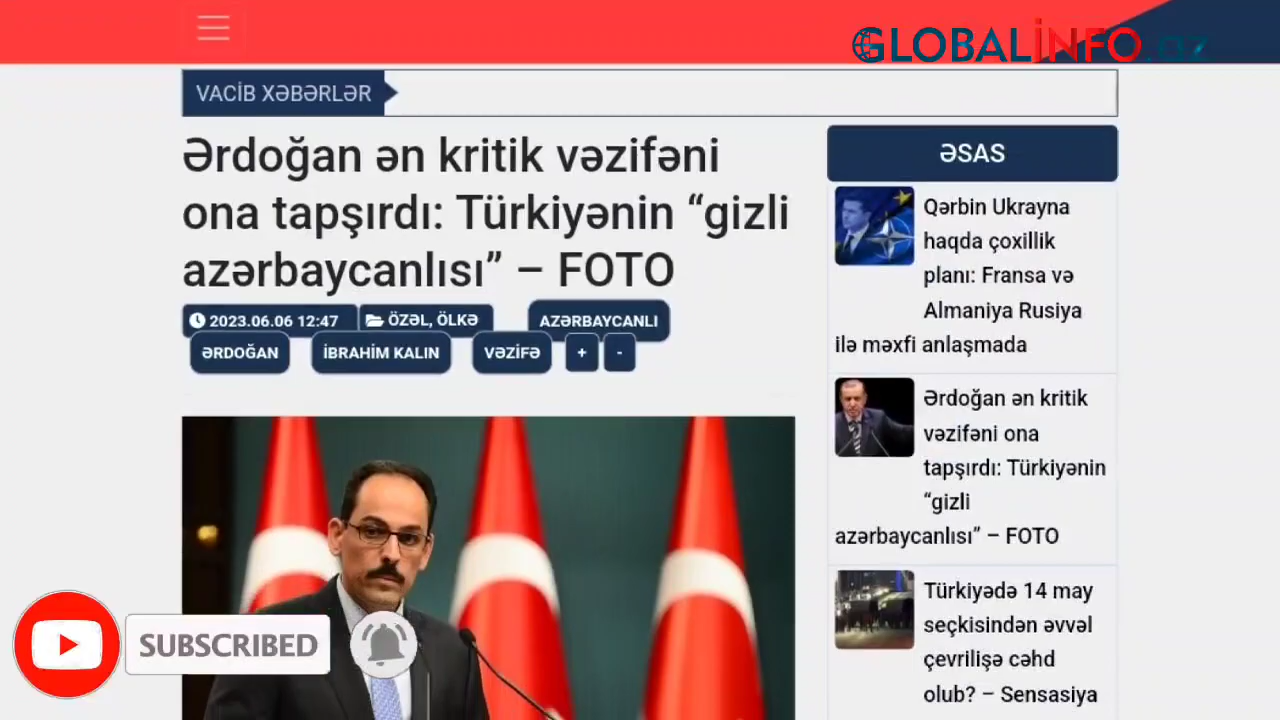 GLOBALİNFO.az
VACİB XƏBƏRLƏR
Ərdoğan ən kritik vəzifəni
ona tapşırdı: Türkiyənin “gizli
azərbaycanlısı” – FOTO
2023.06.06 12:47
ÖZƏL, ÖLKƏ
AZƏRBAYCANLI
ƏRDOĞAN
İBRAHİM KALIN
VƏZİFƏ
+
-
ƏSAS
Qərbin Ukrayna
haqda çoxillik
planı: Fransa və
Almaniya Rusiya
ilə məxfi anlaşmada
Ərdoğan ən kritik
vəzifəni ona
tapşırdı: Türkiyənin
“gizli
azərbaycanlısı” – FOTO
Türkiyədə 14 may
seçkisindən əvvəl
çevrilişə cəhd
olub? – Sensasiya
SUBSCRIBED